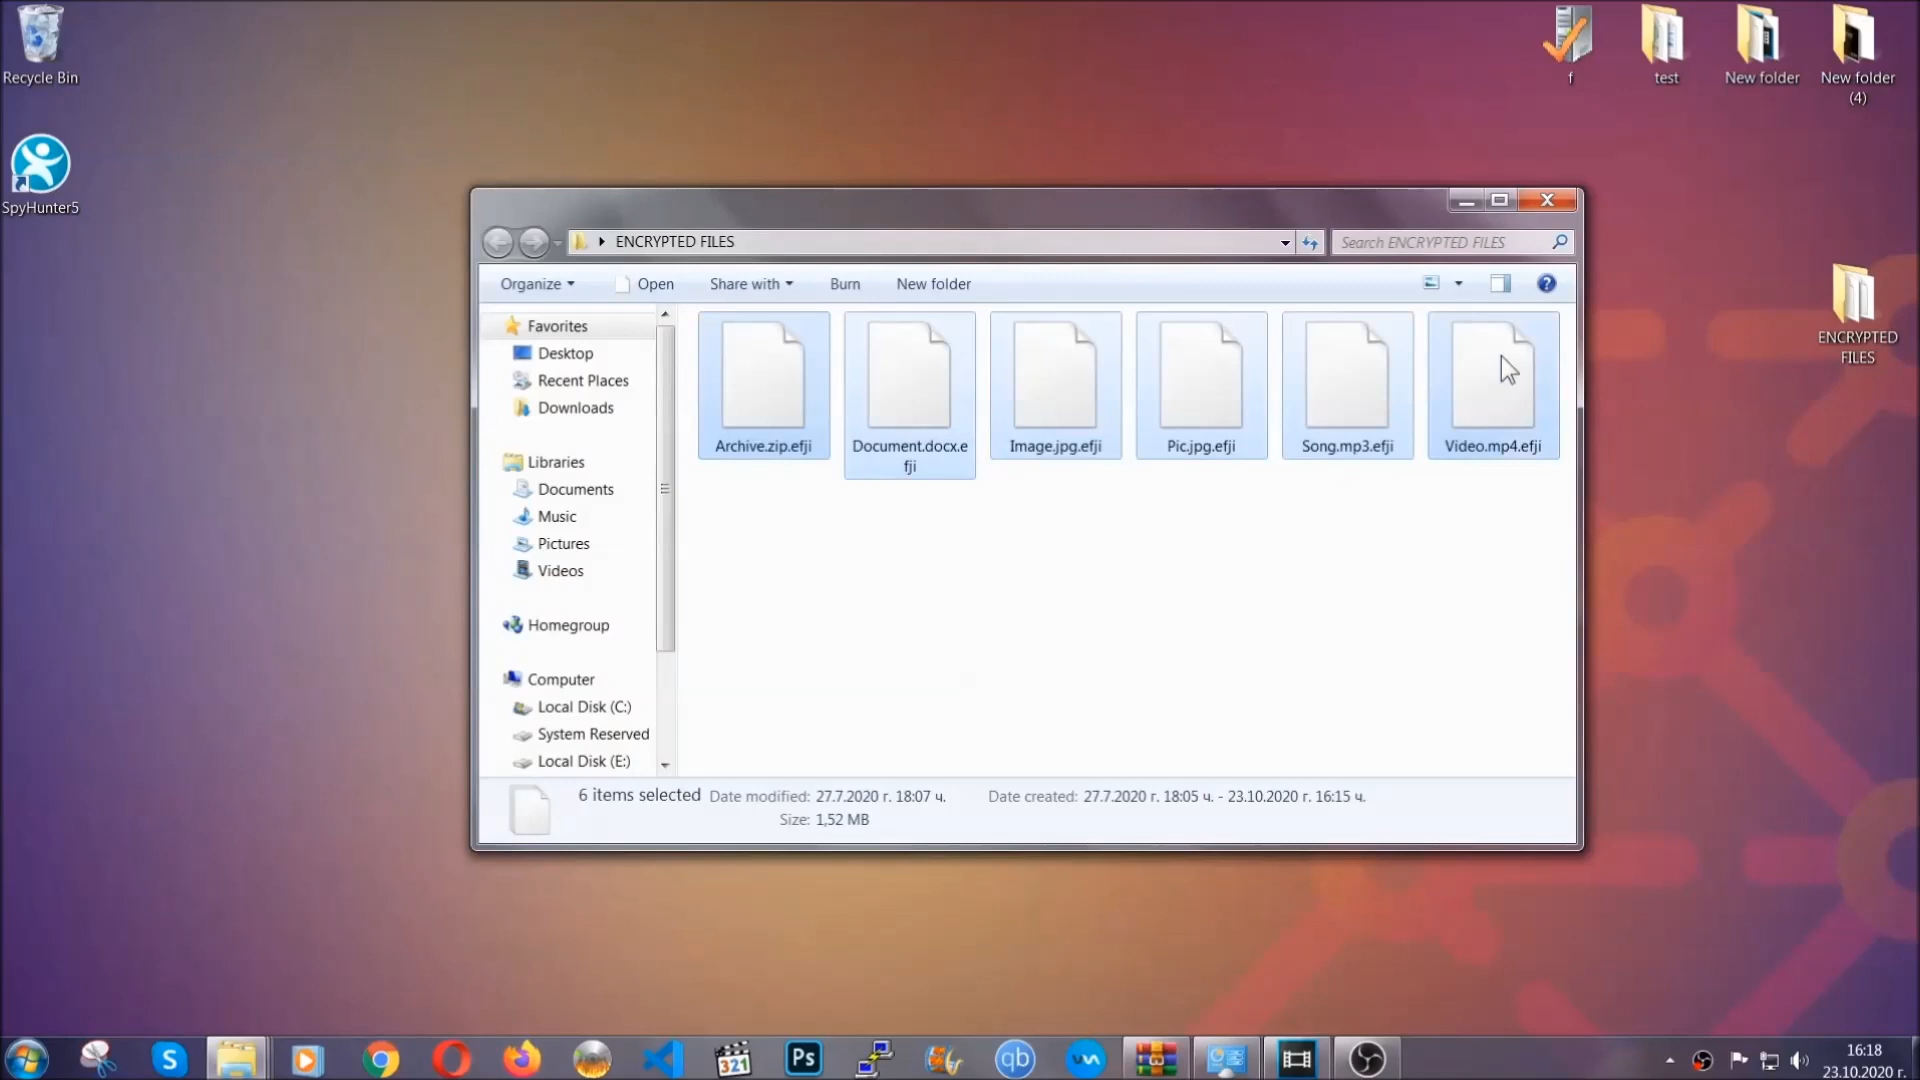 Recycle Bin
SpyHunter5
f
test
New folder
New folder
(4)
ENCRYPTED
FILES
ENCRYPTED FILES
Search ENCRYPTED FILES
Organize
Open
Share with
Burn
New folder
Favorites
Desktop
Recent Places
Downloads
Libraries
Documents
Music
Pictures
Videos
Homegroup
Computer
Local Disk (C:)
System Reserved
Local Disk (E:)
Archive.zip.efji
Document.docx.e
fji
Image.jpg.efji
Pic.jpg.efji
Song.mp3.efji
Video.mp4.efji
6 items selected
Date modified: 27.7.2020 г. 18:07 ч.
Date created: 27.7.2020 г. 18:05 ч. - 23.10.2020 г. 16:15 ч.
Size: 1,52 MB
S
321
Ps
qb
16:18
23.10.2020 г.